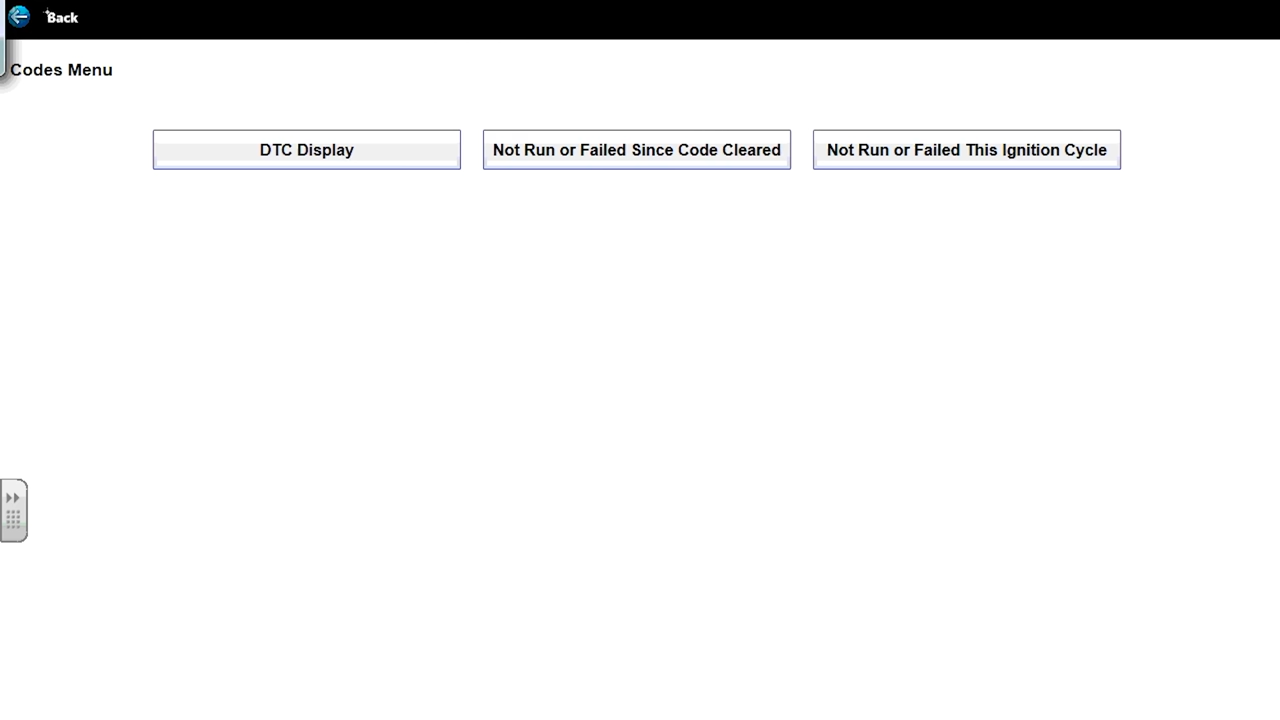 Back
Codes Menu
DTC Display
Not Run or Failed Since Code Cleared
Not Run or Failed This Ignition Cycle